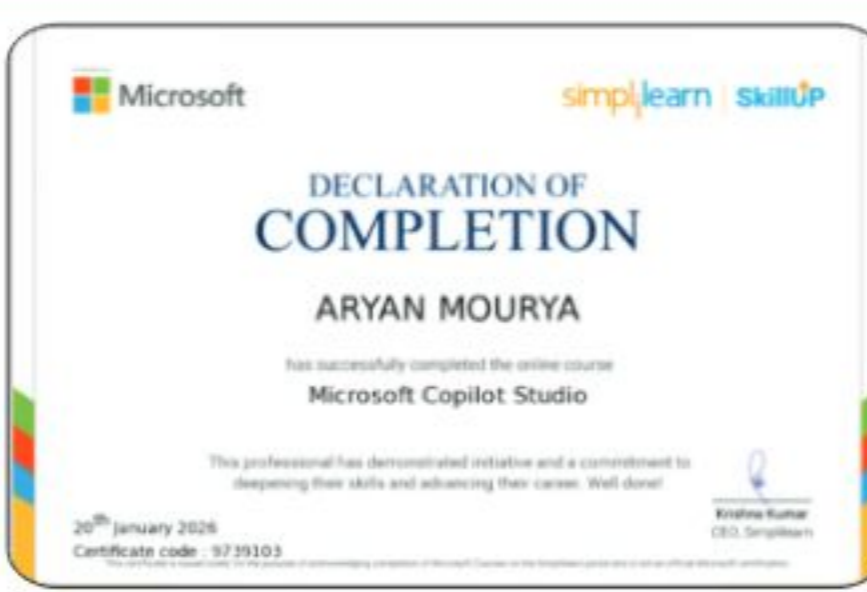 Microsoft
simplilearn | SkillUP
DECLARATION OF
COMPLETION
ARYAN MOURYA
has successfully completed the online course
Microsoft Copilot Studio
This professional has demonstrated initiative and a commitment to
deepening their skills and advancing their career. Well done!
Krishna Kumar
CEO, Simplilearn
20th January 2026
Certificate code : 9739103